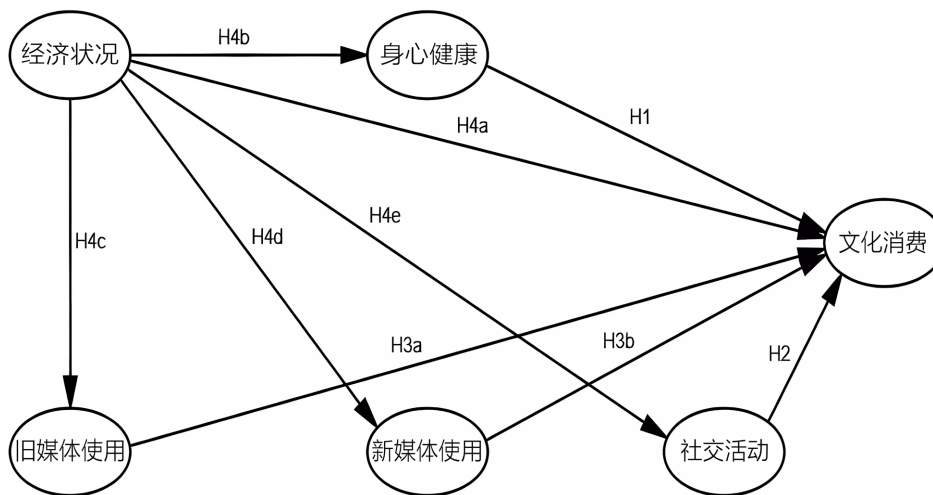 经济状况
H4b
身心健康
H4a
H1
H4c
H4d
H4e
文化消费
H3a
H3b
H2
旧媒体使用
新媒体使用
社交活动